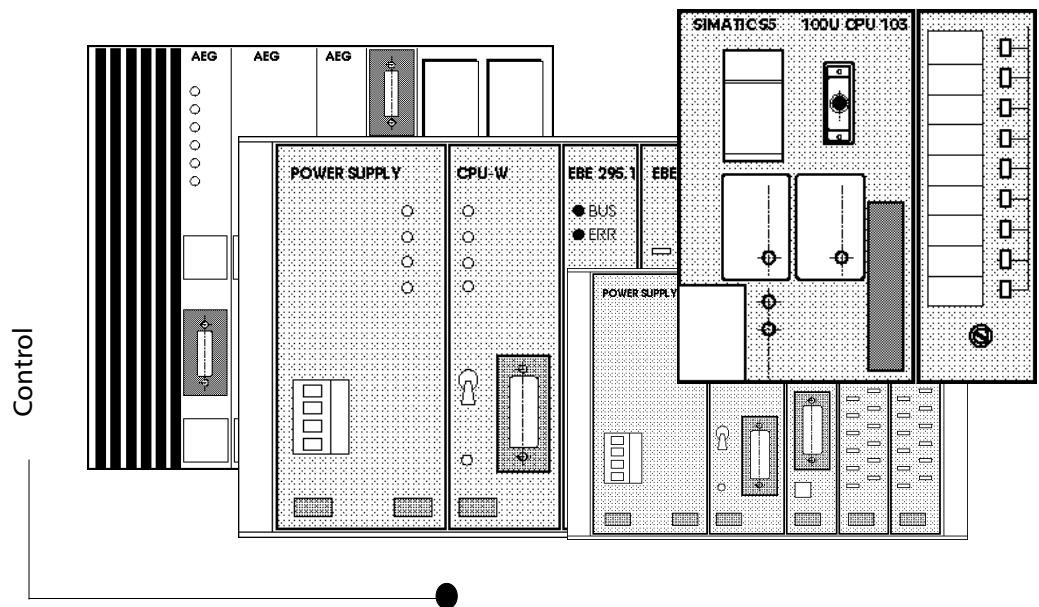 SIMATIC S5 100U CPU 103
AEG AEG AEG
POWER SUPPLY CPU-W EBE 295.1 EBE
BUS
ERR
POWER SUPPLY
Control